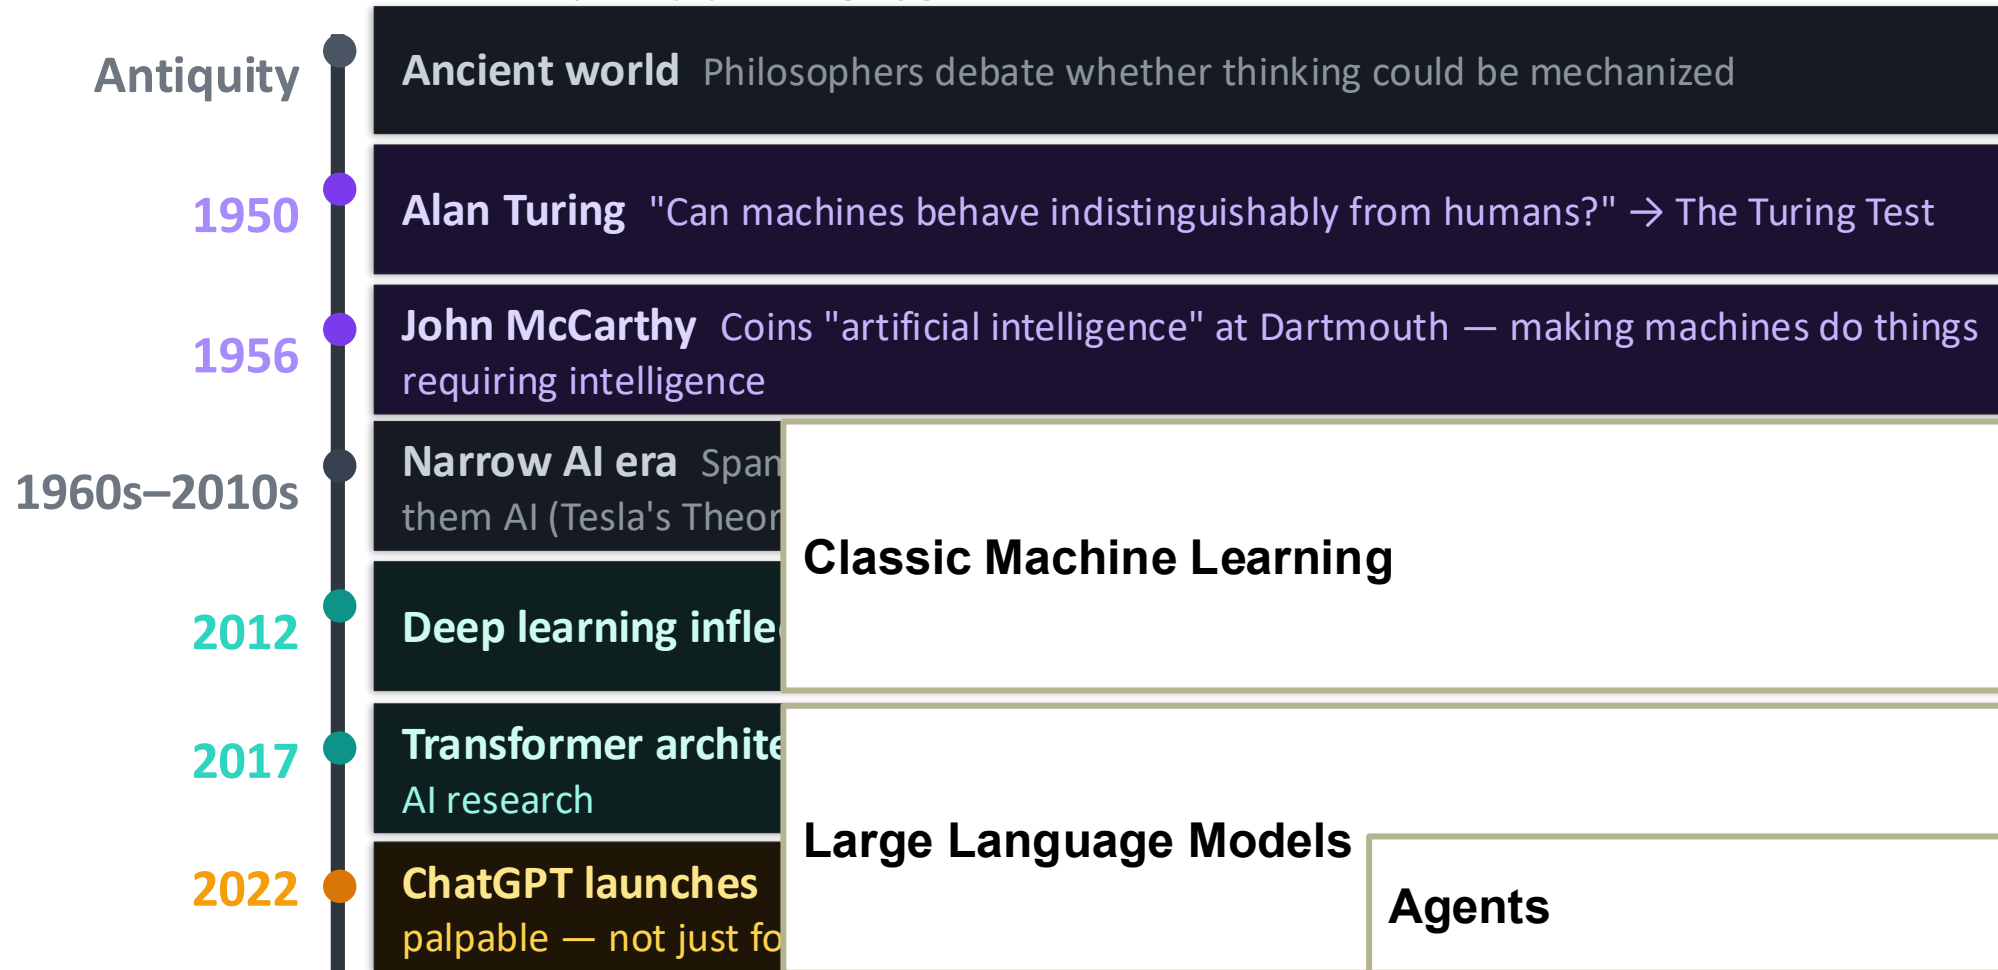 Antiquity
Ancient world Philosophers debate whether thinking could be mechanized
1950
Alan Turing "Can machines behave indistinguishably from humans?" → The Turing Test
1956
John McCarthy Coins "artificial intelligence" at Dartmouth — making machines do things
requiring intelligence
1960s–2010s
Narrow AI era
them AI (Tesla's
Classic Machine Learning
2012
Deep learning
2017
Transformer
AI research
Large Language Models
2022
ChatGPT launches
palpable — not just
Agents